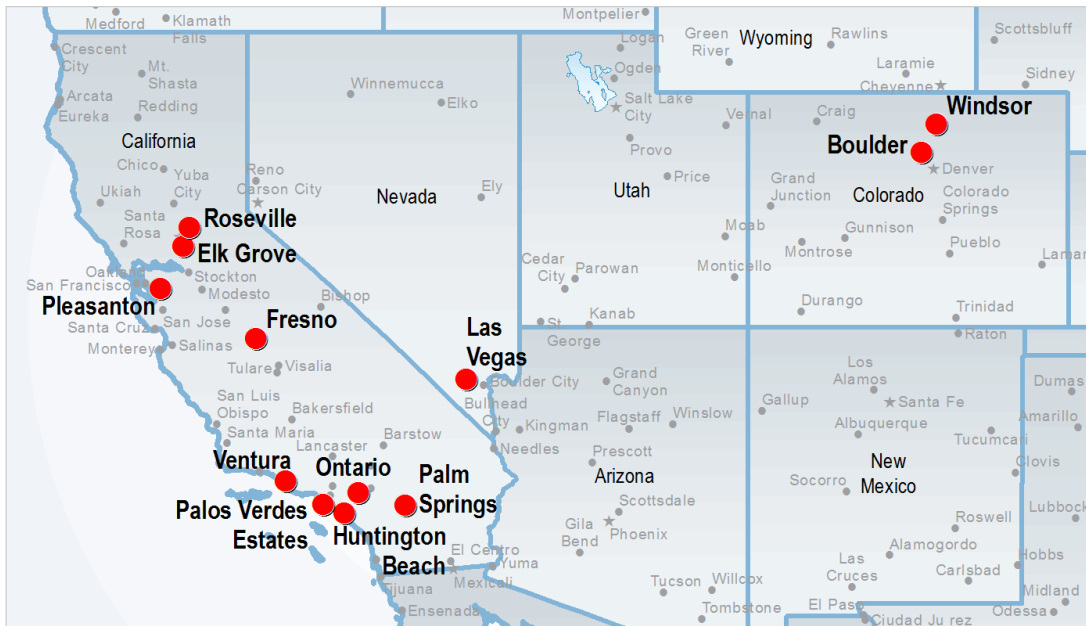 Medford
Klamath
Falls
Montpelier
Logan
Green
River
Wyoming
Rawlins
Scottsbluff
Crescent
City
Mt.
Shasta
Ogden
Laramie
Cheyenne
Sidney
Arcata
Eureka
Redding
Winnemucca
Elko
Salt Lake
City
Vernal
Craig
Windsor
California
Provo
Boulder
Chico
Yuba
City
Reno
Carson City
Nevada
Ely
Utah
Price
Grand
Junction
Colorado
Denver
Colorado
Springs
Ukiah
Santa
Rosa
Roseville
Elk Grove
Moab
Gunnison
Montrose
Pueblo
Oakland
San Francisco
Stockton
Cedar
City
Parowan
Monticello
Lamar
Pleasanton
Modesto
Bishop
Durango
Trinidad
Santa Cruz
San Jose
Fresno
Las
Vegas
St.
George
Kanab
Raton
Monterey
Salinas
Tulare
Visalia
Boulder City
Grand
Canyon
Los
Alamos
Santa Fe
Dumas
San Luis
Obispo
Bakersfield
Bullhead
City
Kingman
Flagstaff
Winslow
Gallup
Albuquerque
Tucumcari
Amarillo
Santa Maria
Lancaster
Barstow
Needles
Prescott
Arizona
New
Mexico
Clovis
Ventura
Ontario
Palm
Springs
Socorro
Palos Verdes
Estates
Huntington
Beach
Scottsdale
Phoenix
Gila
Bend
Roswell
Lubbock
El Centro
Mexicali
Yuma
Alamogordo
Hobbs
Tijuana
Tucson
Willcox
Las
Cruces
Carlsbad
Midland
Ensenada
Tombstone
El Paso
Ciudad Ju rez
Odessa